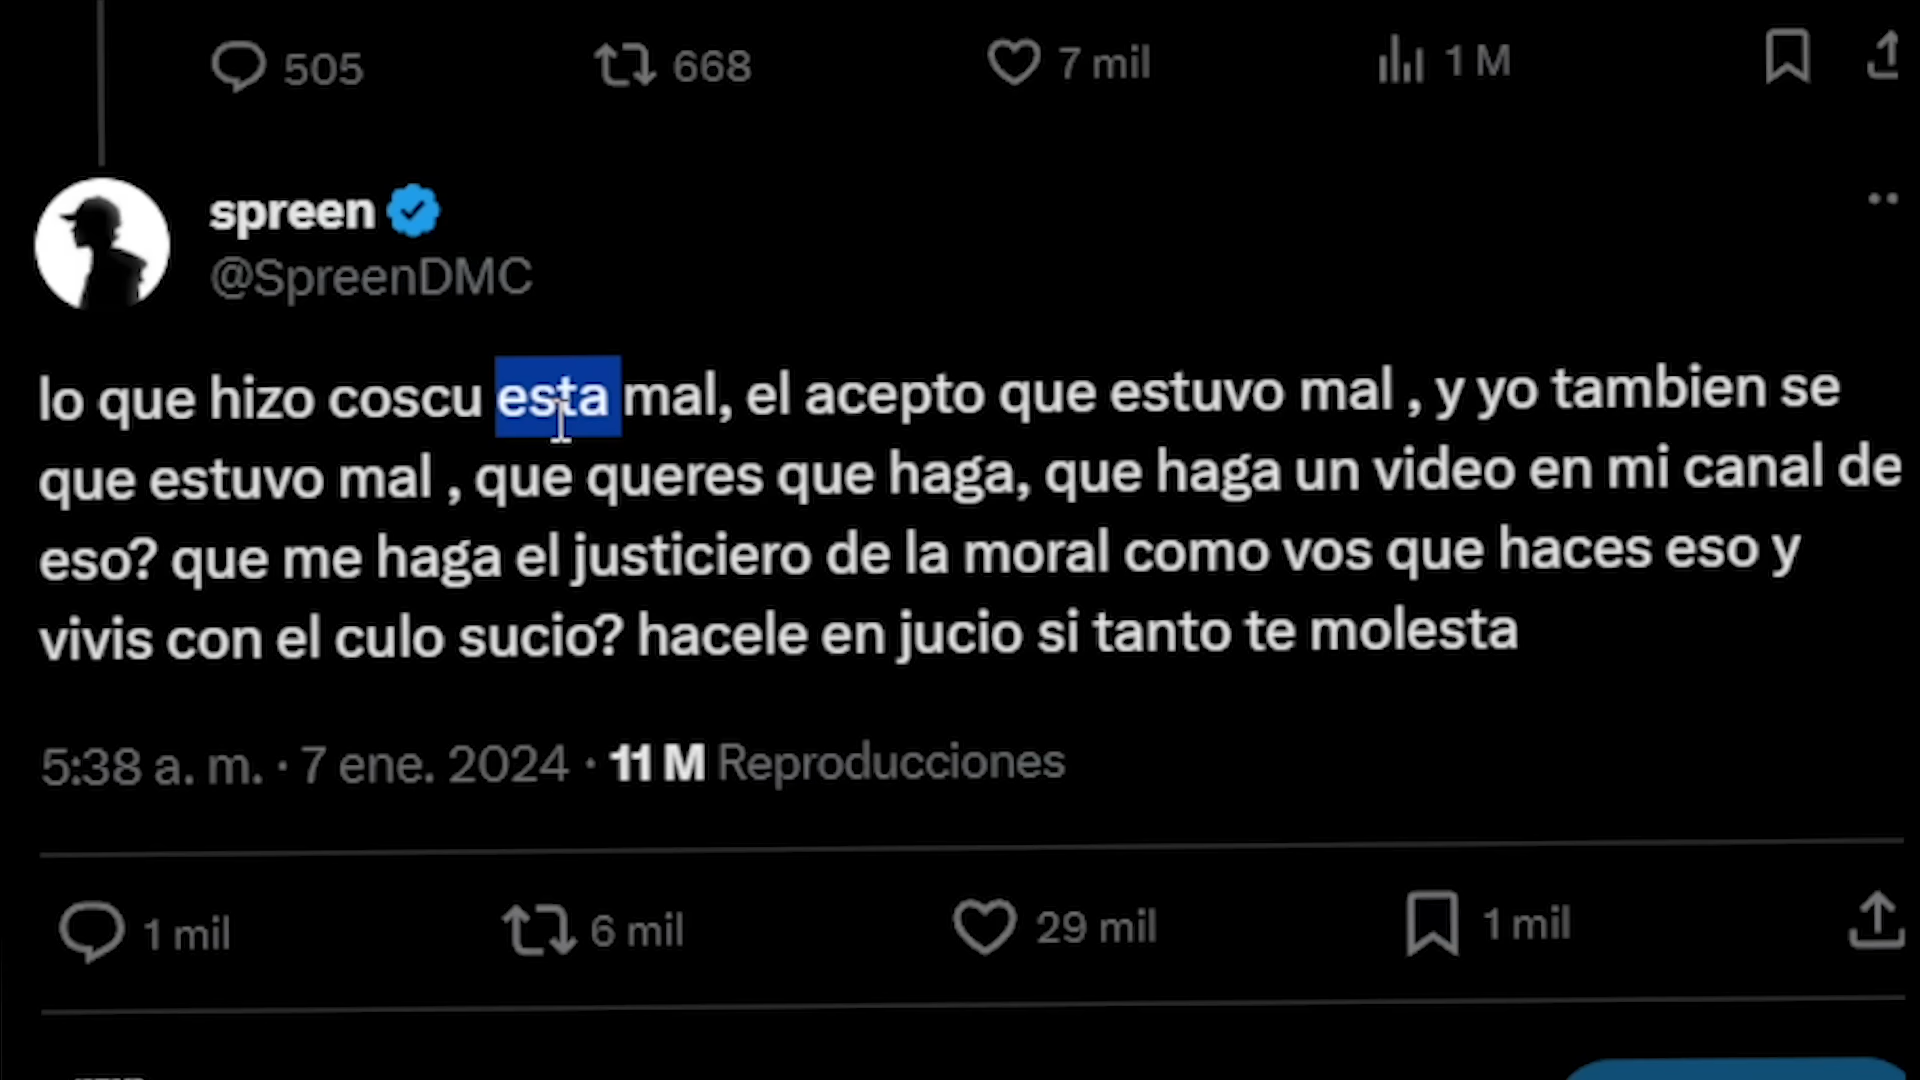 505 668 7 mil 1 M
spreen
@SpreenDMC
lo que hizo coscu esta mal, el acepto que estuvo mal , y yo tambien se
que estuvo mal , que queres que haga, que haga un video en mi canal de
eso? que me haga el justiciero de la moral como vos que haces eso y
vivis con el culo sucio? hacele en jucio si tanto te molesta
5:38 a. m. · 7 ene. 2024 · 11 M Reproducciones
1 mil 6 mil 29 mil 1 mil